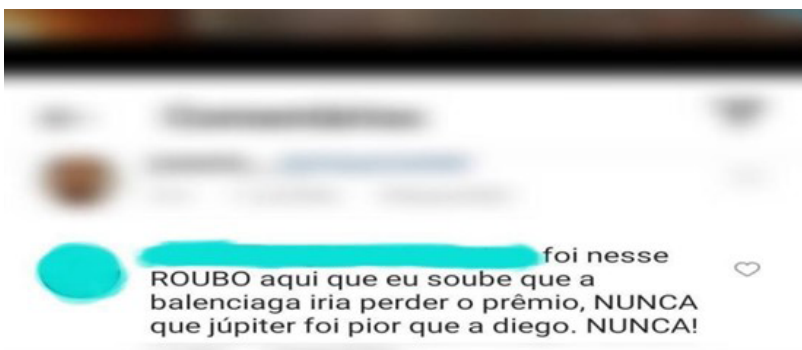 foi nesse
ROUBO aqui que eu soube que a
balenciaga iria perder o prêmio, NUNCA
que júpiter foi pior que a diego. NUNCA!